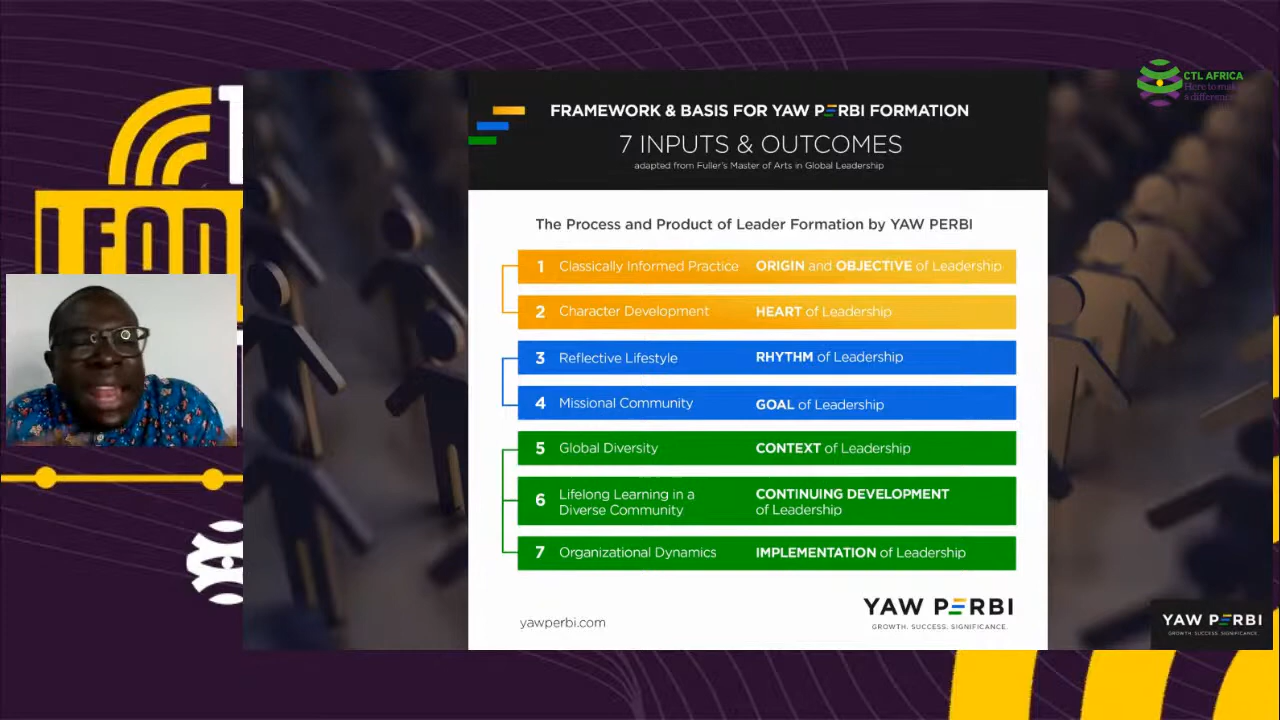 CTL AFRICA
Here to make
a difference
FRAMEWORK & BASIS FOR YAW PERBI FORMATION
7 INPUTS & OUTCOMES
adapted from Fuller's Master of Arts in Global Leadership
The Process and Product of Leader Formation by YAW PERBI
1 Classically Informed Practice ORIGIN and OBJECTIVE of Leadership
2 Character Development HEART of Leadership
3 Reflective Lifestyle RHYTHM of Leadership
4 Missional Community GOAL of Leadership
5 Global Diversity CONTEXT of Leadership
6 Lifelong Learning in a CONTINUING DEVELOPMENT
Diverse Community of Leadership
7 Organizational Dynamics IMPLEMENTATION of Leadership
YAW PERBI
GROWTH. SUCCESS. SIGNIFICANCE.
yawperbi.com
YAW PERBI
GROWTH. SUCCESS. SIGNIFICANCE.